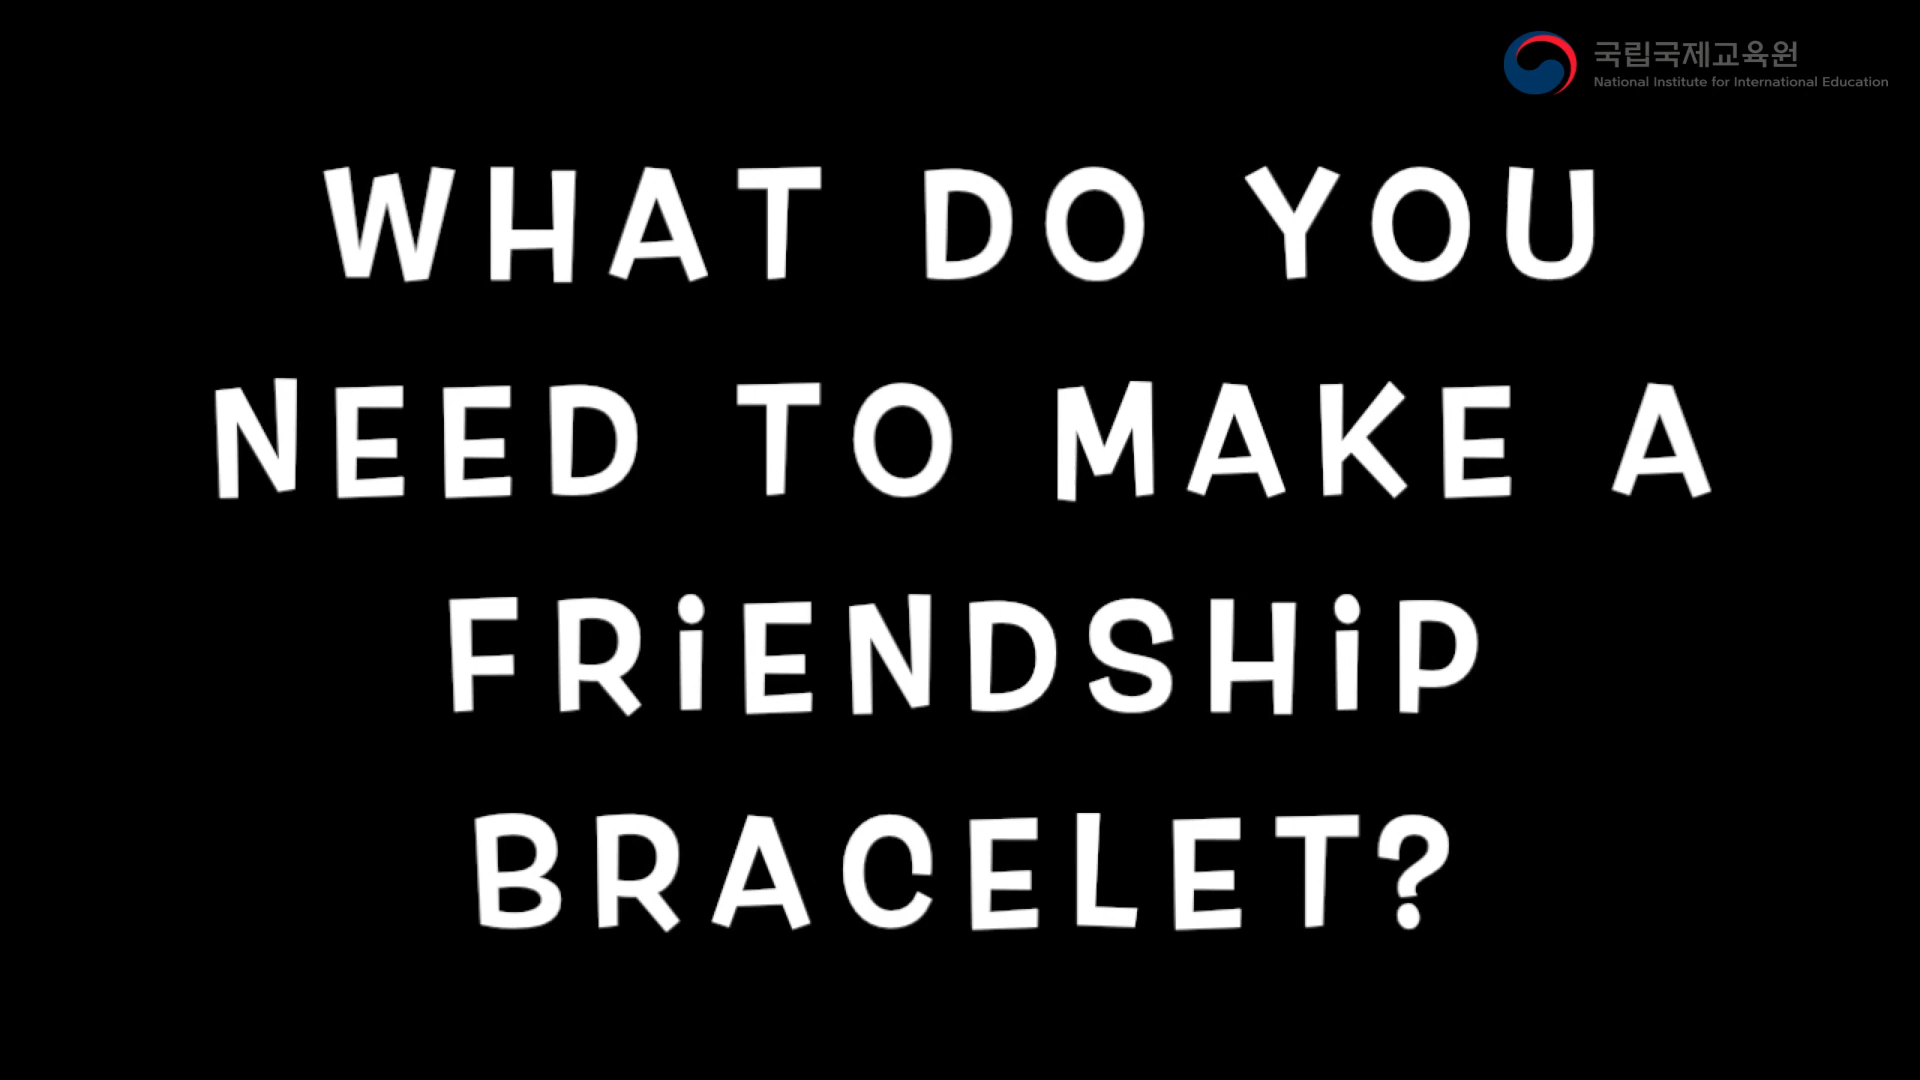 국립국제교육원
National Institute for International Education
WHAT DO YOU
NEED TO MAKE A
FRiENDSHiP
BRACELET?